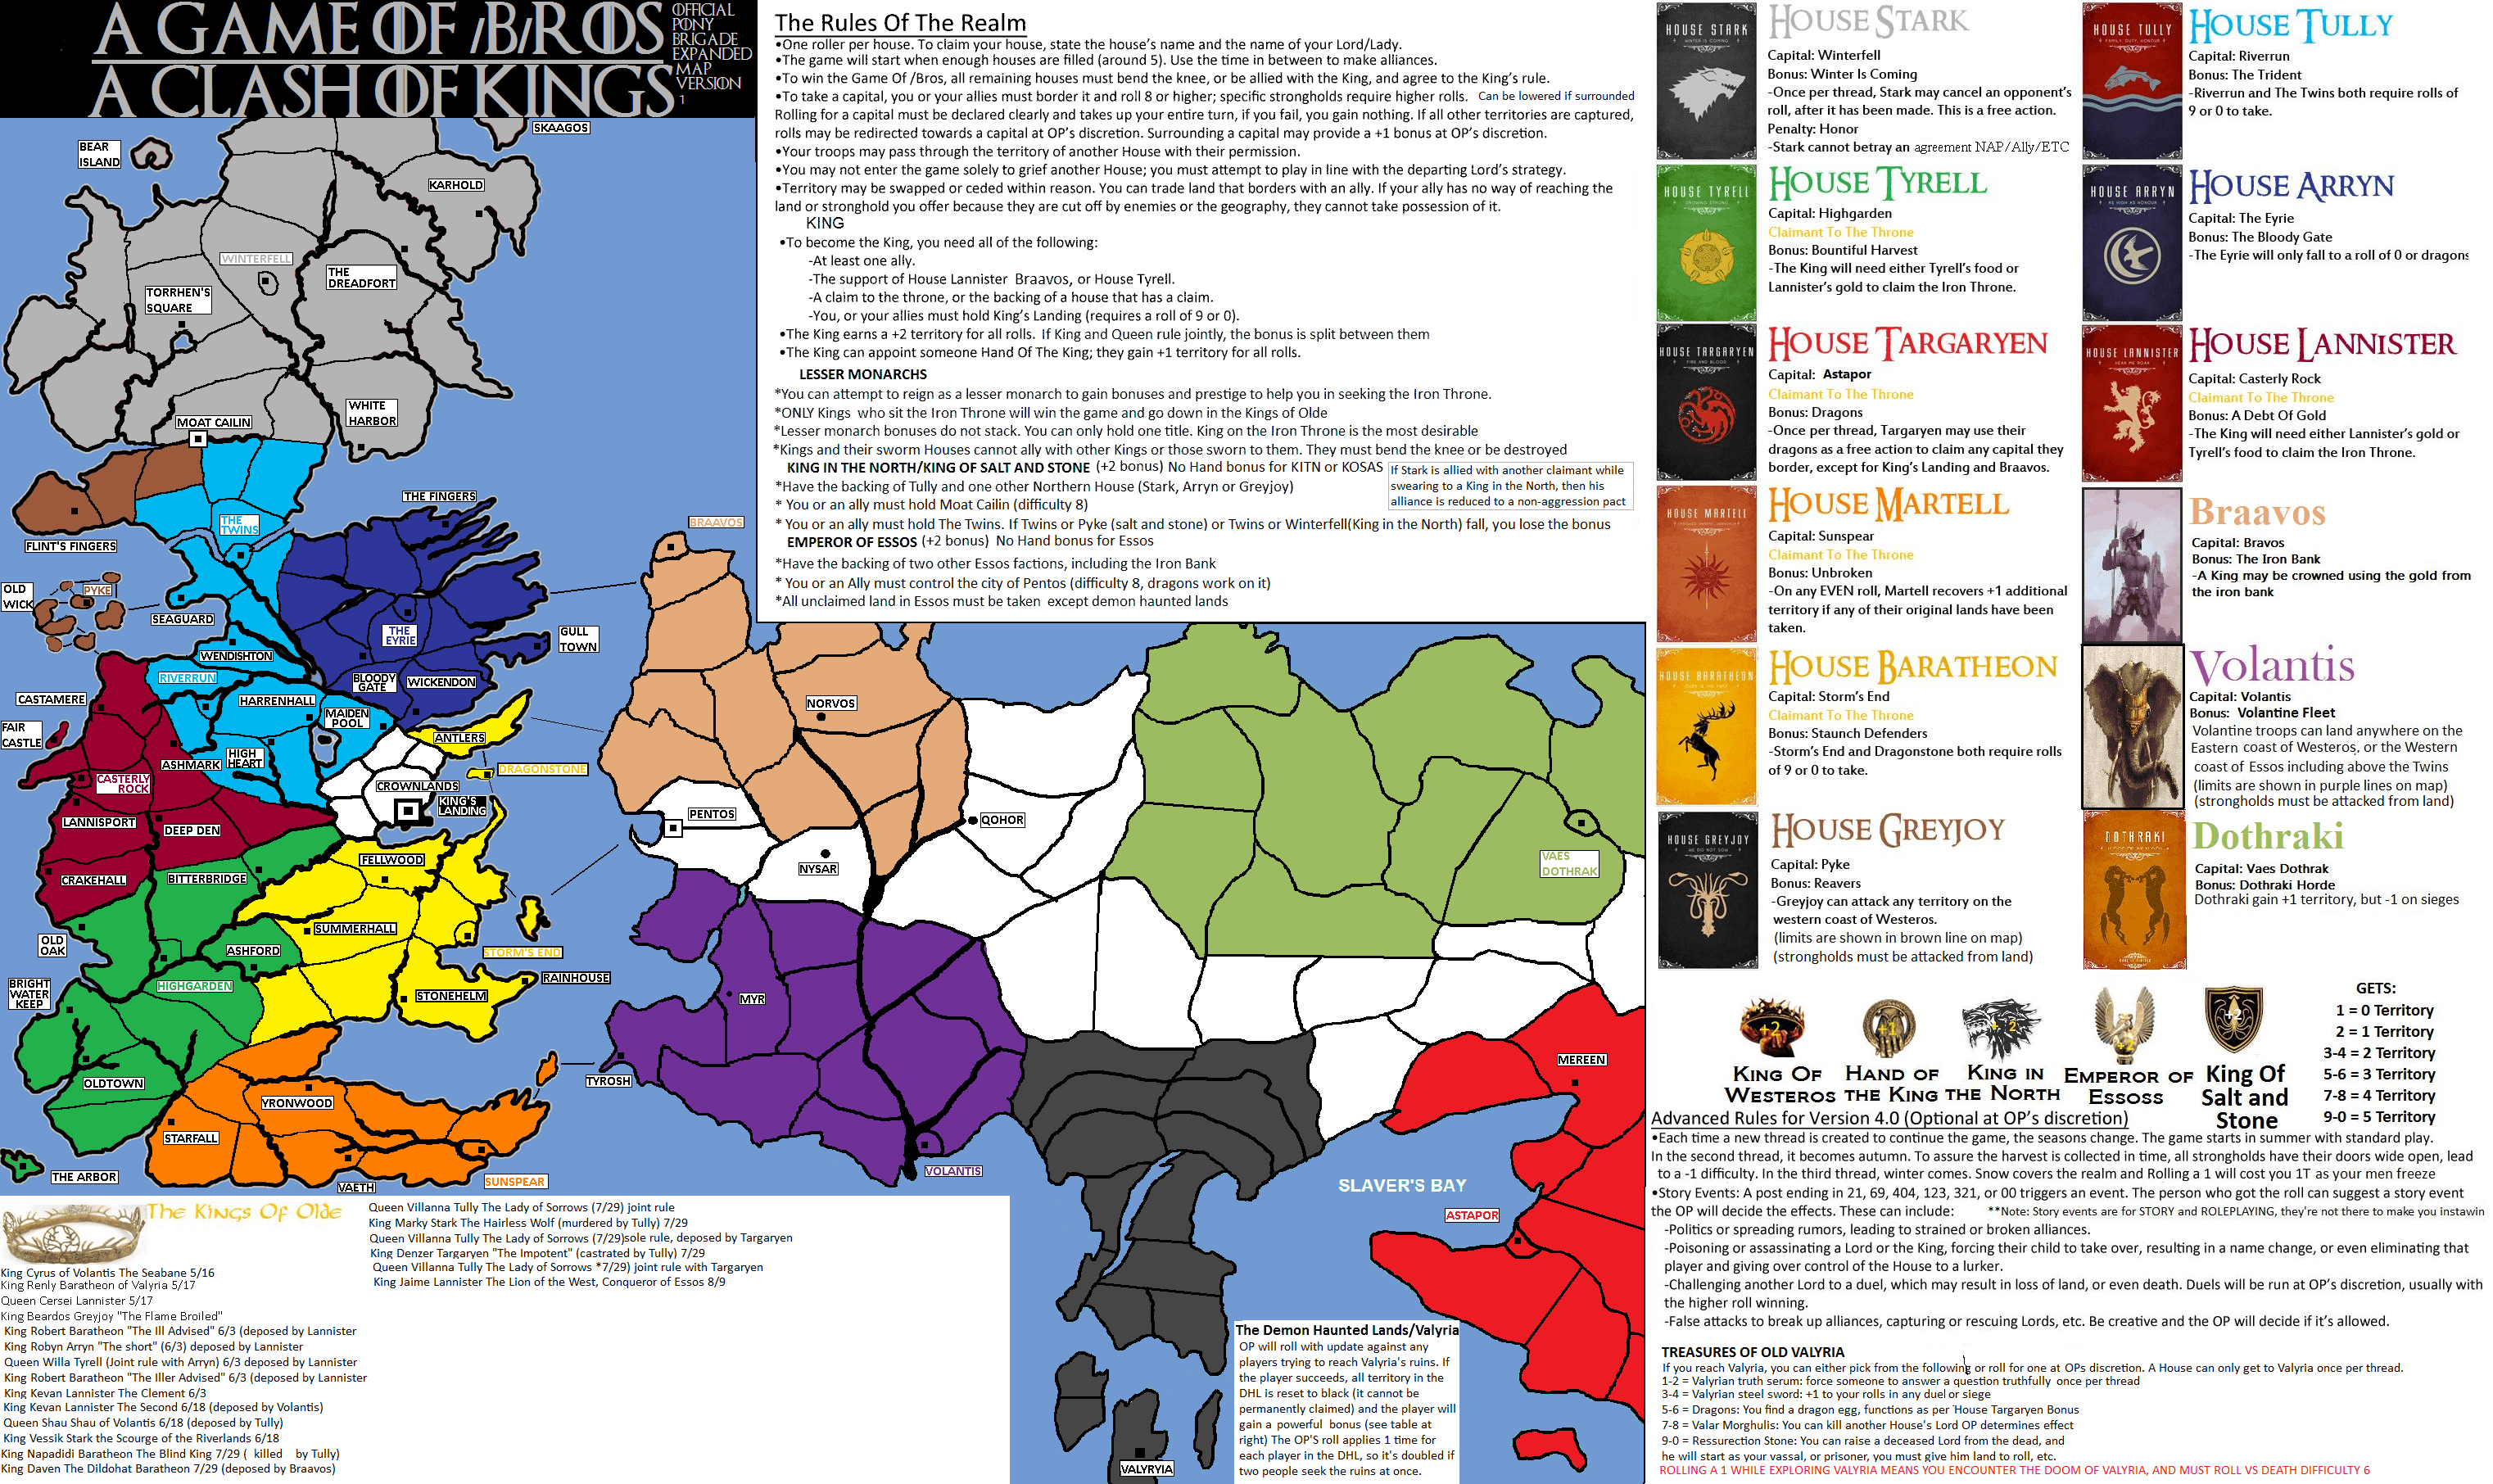 A GAME OF /B/ROS
A CLASH OF KINGS
OFFICIAL
PONY
BRIGADE
EXPANDED
MAP
VERSION
1
The Rules Of The Realm
•One roller per house. To claim your house, state the house's name and the name of your Lord/Lady.
•The game will start when enough houses are filled (around 5). Use the time in between to make alliances.
•To win the Game Of /Bros, all remaining houses must bend the knee, or be allied with the King, and agree to the King's rule.
•To take a capital, you or your allies must border it and roll 8 or higher; specific strongholds require higher rolls. Can be lowered if surrounded
Rolling for a capital must be declared clearly and takes up your entire turn, if you fail, you gain nothing. If all other territories are captured,
rolls may be redirected towards a capital at OP's discretion. Surrounding a capital may provide a +1 bonus at OP's discretion.
•Your troops may pass through the territory of another House with their permission.
•You may not enter the game solely to grief another House; you must attempt to play in line with the departing Lord's strategy.
•Territory may be swapped or ceded within reason. You can trade land that borders with an ally. If your ally has no way of reaching the
land or stronghold you offer because they are cut off by enemies or the geography, they cannot take possession of it.
KING
•To become the King, you need all of the following:
-At least one ally.
-The support of House Lannister Braavos, or House Tyrell.
-A claim to the throne, or the backing of a house that has a claim.
-You, or your allies must hold King's Landing (requires a roll of 9 or 0).
•The King earns a +2 territory for all rolls. If King and Queen rule jointly, the bonus is split between them
•The King can appoint someone Hand Of The King; they gain +1 territory for all rolls.
LESSER MONARCHS
*You can attempt to reign as a lesser monarch to gain bonuses and prestige to help you in seeking the Iron Throne.
*ONLY Kings who sit the Iron Throne will win the game and go down in the Kings of Olde
*Lesser monarch bonuses do not stack. You can only hold one title. King on the Iron Throne is the most desirable
*Kings and their sworm Houses cannot ally with other Kings or those sworn to them. They must bend the knee or be destroyed
KING IN THE NORTH/KING OF SALT AND STONE (+2 bonus) No Hand bonus for KITN or KOSAS
*Have the backing of Tully and one other Northern House (Stark, Arryn or Greyjoy)
* You or an ally must hold Moat Cailin (difficulty 8)
* You or an ally must hold The Twins. If Twins or Pyke (salt and stone) or Twins or Winterfell(King in the North) fall, you lose the bonus
If Stark is allied with another claimant while
swearing to a King in the North, then his
alliance is reduced to a non-aggression pact
EMPEROR OF ESSOS (+2 bonus) No Hand bonus for Essos
*Have the backing of two other Essos factions, including the Iron Bank
* You or an Ally must control the city of Pentos (difficulty 8, dragons work on it)
*All unclaimed land in Essos must be taken except demon haunted lands
HOUSE STARK
WINTER IS COMING
HOUSE STARK
Capital: Winterfell
Bonus: Winter Is Coming
-Once per thread, Stark may cancel an opponent's
roll, after it has been made. This is a free action.
Penalty: Honor
-Stark cannot betray an agreement NAP/Ally/ETC
HOUSE TULLY
FAMILY, DUTY, HONOUR
HOUSE TULLY
Capital: Riverrun
Bonus: The Trident
-Riverrun and The Twins both require rolls of
9 or 0 to take.
HOUSE TYRELL
GROWING STRONG
HOUSE TYRELL
Capital: Highgarden
Claimant To The Throne
Bonus: Bountiful Harvest
-The King will need either Tyrell's food or
Lannister's gold to claim the Iron Throne.
HOUSE ARRYN
AS HIGH AS HONOUR
HOUSE ARRYN
Capital: The Eyrie
Bonus: The Bloody Gate
-The Eyrie will only fall to a roll of 0 or dragons
HOUSE TARGARYEN
FIRE AND BLOOD
HOUSE TARGARYEN
Capital: Astapor
Claimant To The Throne
Bonus: Dragons
-Once per thread, Targaryen may use their
dragons as a free action to claim any capital they
border, except for King's Landing and Braavos.
HOUSE LANNISTER
HEAR ME ROAR
HOUSE LANNISTER
Capital: Casterly Rock
Claimant To The Throne
Bonus: A Debt Of Gold
-The King will need either Lannister's gold or
Tyrell's food to claim the Iron Throne.
HOUSE MARTELL
HOUSE MARTELL
Capital: Sunspear
Claimant To The Throne
Bonus: Unbroken
-On any EVEN roll, Martell recovers +1 additional
territory if any of their original lands have been
taken.
Braavos
Capital: Bravos
Bonus: The Iron Bank
-A King may be crowned using the gold from
the iron bank
HOUSE BARATHEON
HOUSE BARATHEON
Capital: Storm's End
Claimant To The Throne
Bonus: Staunch Defenders
-Storm's End and Dragonstone both require rolls
of 9 or 0 to take.
Volantis
Capital: Volantis
Bonus: Volantine Fleet
Volantine troops can land anywhere on the
Eastern coast of Westeros, or the Western
coast of Essos including above the Twins
(limits are shown in purple lines on map)
(strongholds must be attacked from land)
HOUSE GREYJOY
WE DO NOT SOW
HOUSE GREYJOY
Capital: Pyke
Bonus: Reavers
-Greyjoy can attack any territory on the
western coast of Westeros.
(limits are shown in brown line on map)
(strongholds must be attacked from land)
DOTHRAKI
Dothraki
Capital: Vaes Dothrak
Bonus: Dothraki Horde
Dothraki gain +1 territory, but -1 on sieges
+2
KING OF
WESTEROS
+1
HAND OF
THE KING
+2
KING IN
THE NORTH
+2
EMPEROR OF
ESSOSS
+2
King Of
Salt and
Stone
GETS:
1 = 0 Territory
2 = 1 Territory
3-4 = 2 Territory
5-6 = 3 Territory
7-8 = 4 Territory
9-0 = 5 Territory
Advanced Rules for Version 4.0 (Optional at OP's discretion)
•Each time a new thread is created to continue the game, the seasons change. The game starts in summer with standard play.
In the second thread, it becomes autumn. To assure the harvest is collected in time, all strongholds have their doors wide open, lead
to a -1 difficulty. In the third thread, winter comes. Snow covers the realm and Rolling a 1 will cost you 1T as your men freeze
•Story Events: A post ending in 21, 69, 404, 123, 321, or 00 triggers an event. The person who got the roll can suggest a story event
the OP will decide the effects. These can include: **Note: Story events are for STORY and ROLEPLAYING, they're not there to make you instawin
-Politics or spreading rumors, leading to strained or broken alliances.
-Poisoning or assassinating a Lord or the King, forcing their child to take over, resulting in a name change, or even eliminating that
player and giving over control of the House to a lurker.
-Challenging another Lord to a duel, which may result in loss of land, or even death. Duels will be run at OP's discretion, usually with
the higher roll winning.
-False attacks to break up alliances, capturing or rescuing Lords, etc. Be creative and the OP will decide if it's allowed.
TREASURES OF OLD VALYRIA
If you reach Valyria, you can either pick from the following or roll for one at OPs discretion. A House can only get to Valyria once per thread.
1-2 = Valyrian truth serum: force someone to answer a question truthfully once per thread
3-4 = Valyrian steel sword: +1 to your rolls in any duel or siege
5-6 = Dragons: You find a dragon egg, functions as per House Targaryen Bonus
7-8 = Valar Morghulis: You can kill another House's Lord OP determines effect
9-0 = Ressurection Stone: You can raise a deceased Lord from the dead, and
he will start as your vassal, or prisoner, you must give him land to roll, etc.
ROLLING A 1 WHILE EXPLORING VALYRIA MEANS YOU ENCOUNTER THE DOOM OF VALYRIA, AND MUST ROLL VS DEATH DIFFICULTY 6
SKAAGOS
BEAR
ISLAND
KARHOLD
WINTERFELL
THE
DREADFORT
TORRHEN'S
SQUARE
WHITE
HARBOR
MOAT CAILIN
THE FINGERS
THE
TWINS
FLINT'S FINGERS
BRAAVOS
OLD
WICK
PYKE
SEAGUARD
THE
EYRIE
GULL
TOWN
WENDISHTON
RIVERRUN
BLOODY
GATE
WICKENDON
CASTAMERE
HARRENHALL
MAIDEN
POOL
FAIR
CASTLE
ANTLERS
HIGH
HEART
ASHMARK
DRAGONSTONE
CASTERLY
ROCK
CROWNLANDS
KING'S
LANDING
LANNISPORT
DEEP DEN
FELLWOOD
CRAKEHALL
BITTERBRIDGE
SUMMERHALL
OLD
OAK
ASHFORD
STORM'S END
BRIGHT
WATER
KEEP
HIGHGARDEN
RAINHOUSE
STONEHELM
OLDTOWN
YRONWOOD
STARFALL
THE ARBOR
VAETH
SUNSPEAR
NORVOS
PENTOS
QOHOR
NYSAR
VAES
DOTHRAK
MYR
TYROSH
VOLANTIS
MEREEN
SLAVER'S BAY
ASTAPOR
VALYRYIA
The Demon Haunted Lands/Valyria
OP will roll with update against any
players trying to reach Valyria's ruins. If
the player succeeds, all territory in the
DHL is reset to black (it cannot be
permanently claimed) and the player will
gain a powerful bonus (see table at
right) The OP'S roll applies 1 time for
each player in the DHL, so it's doubled if
two people seek the ruins at once.
The Kings Of Olde
King Cyrus of Volantis The Seabane 5/16
King Renly Baratheon of Valyria 5/17
Queen Cersei Lannister 5/17
King Beardos Greyjoy "The Flame Broiled"
King Robert Baratheon "The Ill Advised" 6/3 (deposed by Lannister
King Robyn Arryn "The short" (6/3) deposed by Lannister
Queen Willa Tyrell (Joint rule with Arryn) 6/3 deposed by Lannister
King Robert Baratheon "The Iller Advised" 6/3 (deposed by Lannister
King Kevan Lannister The Clement 6/3
King Kevan Lannister The Second 6/18 (deposed by Volantis)
Queen Shau Shau of Volantis 6/18 (deposed by Tully)
King Vessik Stark the Scourge of the Riverlands 6/18
King Napadidi Baratheon The Blind King 7/29 ( killed by Tully)
King Daven The Dildohat Baratheon 7/29 (deposed by Braavos)
Queen Villanna Tully The Lady of Sorrows (7/29) joint rule
King Marky Stark The Hairless Wolf (murdered by Tully) 7/29
Queen Villanna Tully The Lady of Sorrows (7/29)sole rule, deposed by Targaryen
King Denzer Targaryen "The Impotent" (castrated by Tully) 7/29
Queen Villanna Tully The Lady of Sorrows *7/29) joint rule with Targaryen
King Jaime Lannister The Lion of the West, Conqueror of Essos 8/9